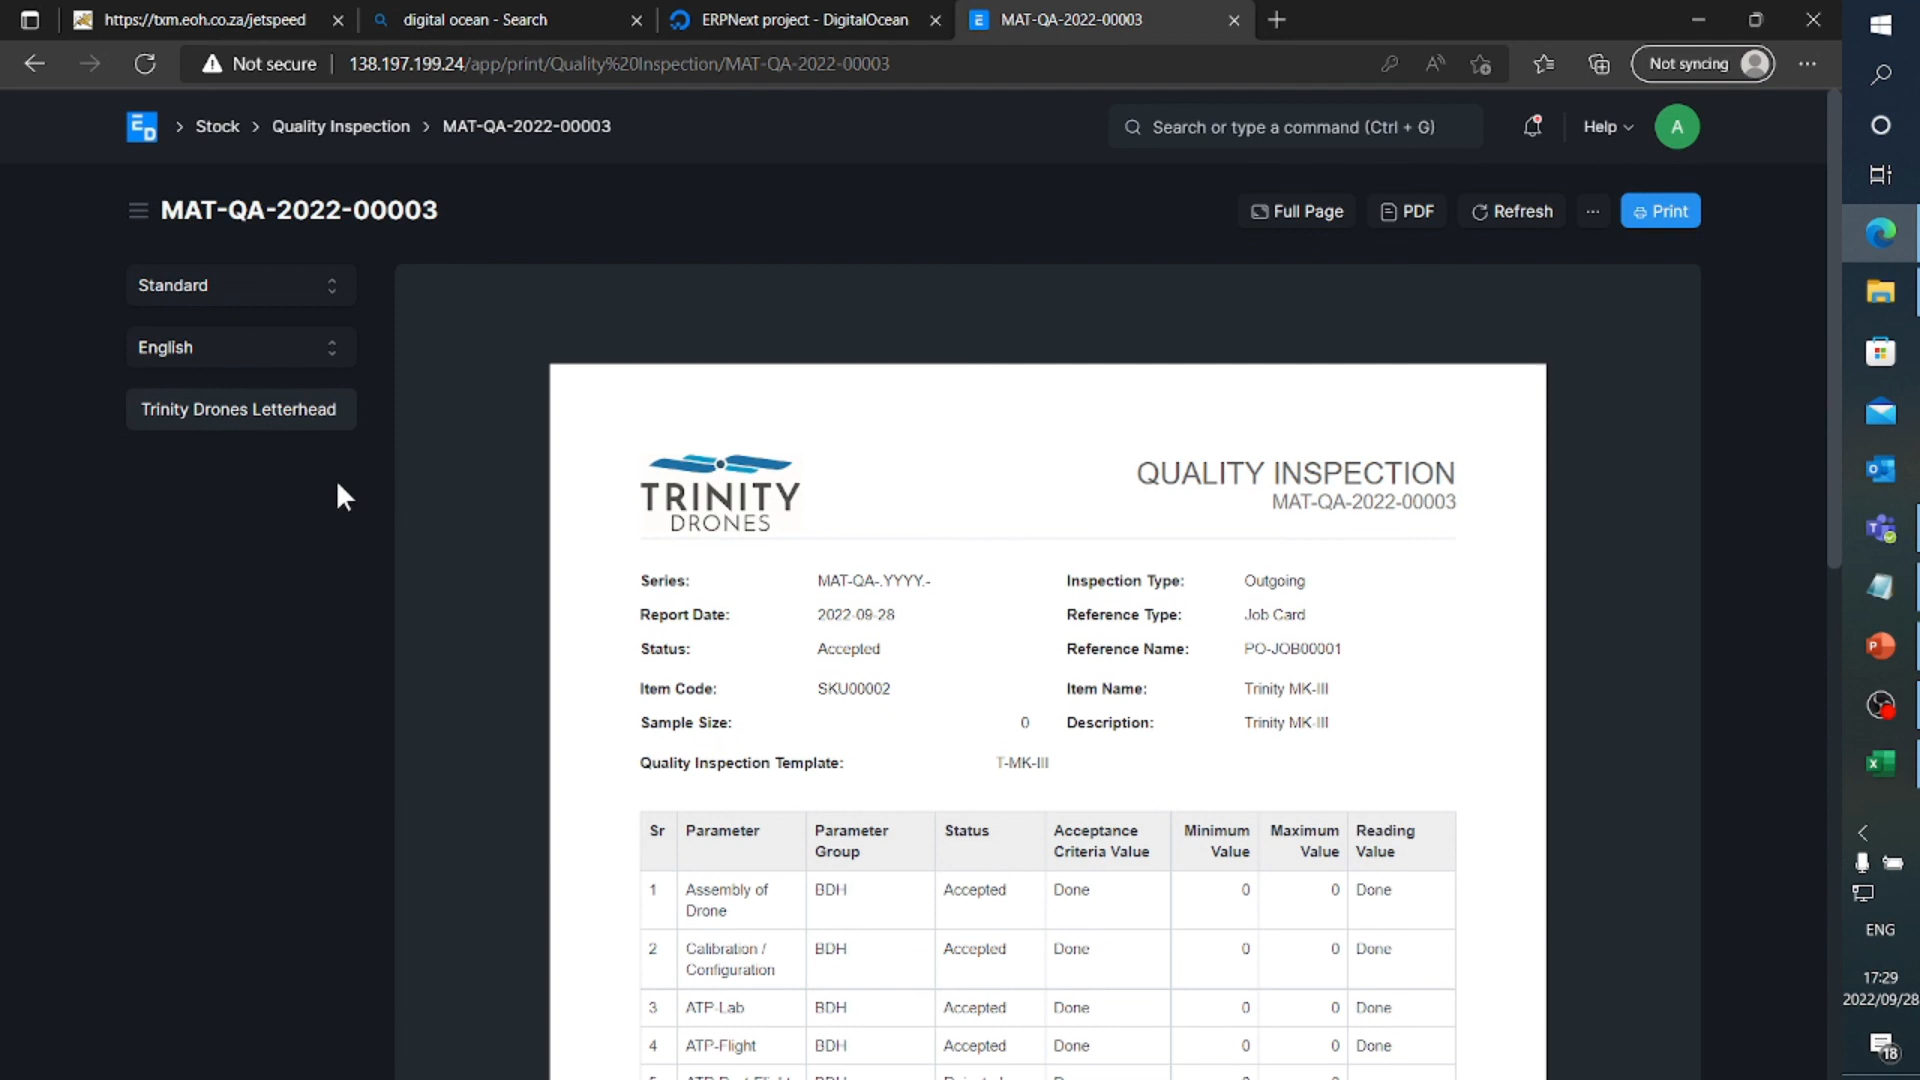 https://txm.eoh.co.za/jetspeed
digital ocean - Search
ERPNext project - DigitalOcean
MAT-QA-2022-00003
Not secure
138.197.199.24/app/print/Quality%20Inspection/MAT-QA-2022-00003
Not syncing
Stock
Quality Inspection
MAT-QA-2022-00003
Search or type a command (Ctrl + G)
Help
A
MAT-QA-2022-00003
Full Page
PDF
Refresh
Print
Standard
English
Trinity Drones Letterhead
TRINITY
DRONES
QUALITY INSPECTION
MAT-QA-2022-00003
Series: MAT-QA-.YYYY.- Inspection Type: Outgoing
Report Date: 2022-09-28 Reference Type: Job Card
Status: Accepted Reference Name: PO-JOB00001
Item Code: SKU00002 Item Name: Trinity MK-III
Sample Size: 0 Description: Trinity MK-III
Quality Inspection Template: T-MK-III
Sr Parameter Parameter Group Status Acceptance Criteria Value Minimum Value Maximum Value Reading Value
1 Assembly of Drone BDH Accepted Done 0 0 Done
2 Calibration / Configuration BDH Accepted Done 0 0 Done
3 ATP-Lab BDH Accepted Done 0 0 Done
4 ATP-Flight BDH Accepted Done 0 0 Done
ENG
17:29
2022/09/28
18